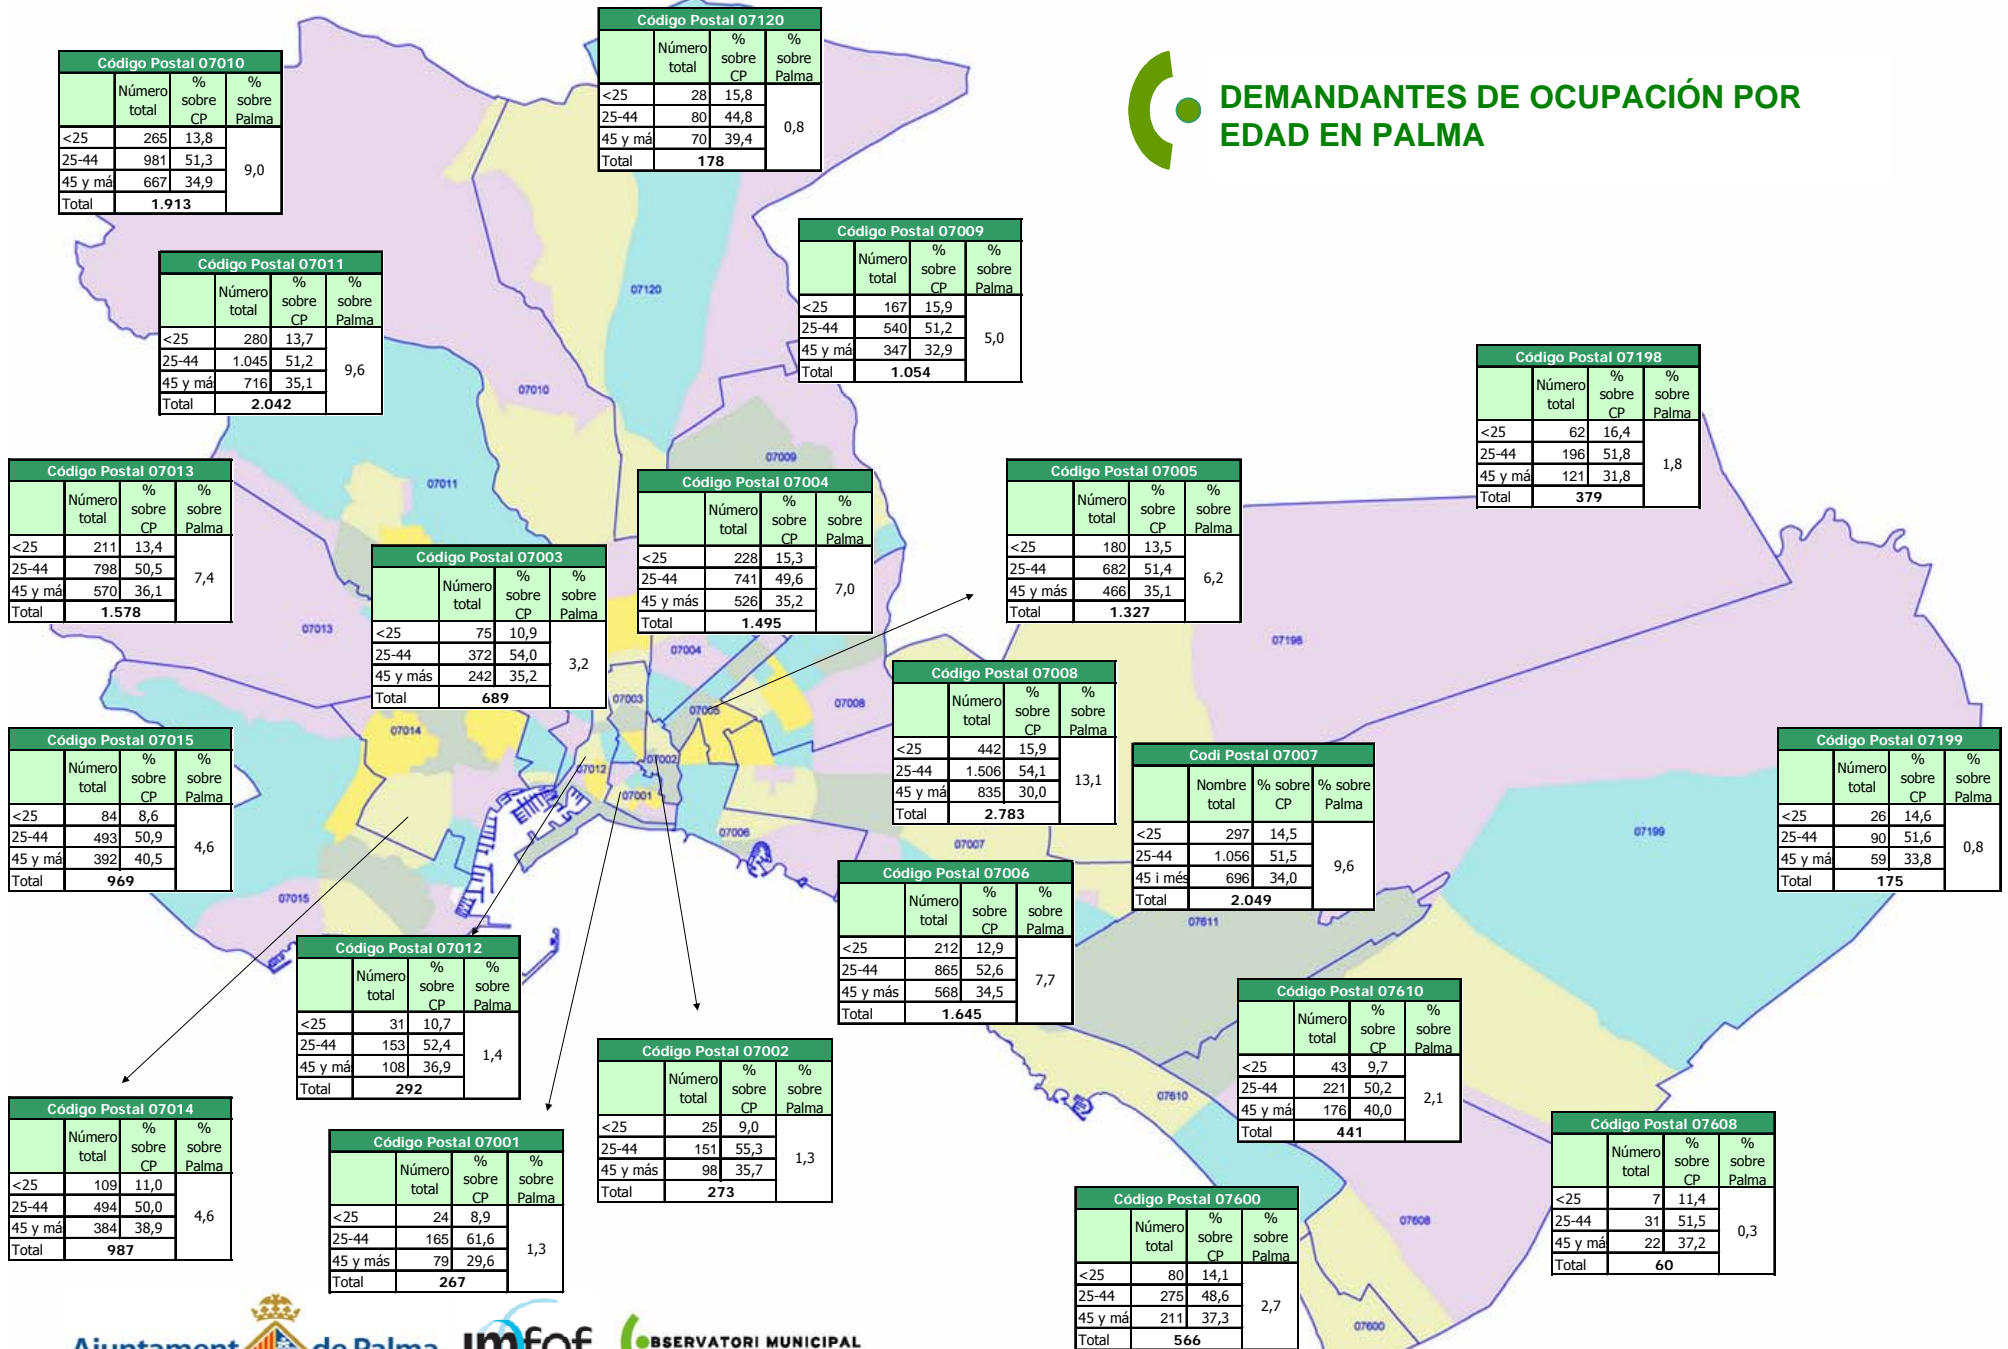 DEMANDANTES DE OCUPACIÓN POR
EDAD EN PALMA
Código Postal 07120
Número total % sobre CP % sobre Palma
<25 28 15,8
25-44 80 44,8
0,8
45 y má 70 39,4
Total 178
Código Postal 07010
Número total % sobre CP % sobre Palma
<25 265 13,8
25-44 981 51,3
9,0
45 y má 667 34,9
Total 1.913
Código Postal 07009
Número total % sobre CP % sobre Palma
<25 167 15,9
25-44 540 51,2
5,0
45 y má 347 32,9
Total 1.054
Código Postal 07011
Número total % sobre CP % sobre Palma
<25 280 13,7
25-44 1.045 51,2
9,6
45 y má 716 35,1
Total 2.042
Código Postal 07198
Número total % sobre CP % sobre Palma
<25 62 16,4
25-44 196 51,8
1,8
45 y má 121 31,8
Total 379
Código Postal 07013
Número total % sobre CP % sobre Palma
<25 211 13,4
25-44 798 50,5
7,4
45 y má 570 36,1
Total 1.578
Código Postal 07004
Número total % sobre CP % sobre Palma
<25 228 15,3
25-44 741 49,6
7,0
45 y más 526 35,2
Total 1.495
Código Postal 07005
Número total % sobre CP % sobre Palma
<25 180 13,5
25-44 682 51,4
6,2
45 y más 466 35,1
Total 1.327
Código Postal 07003
Número total % sobre CP % sobre Palma
<25 75 10,9
25-44 372 54,0
3,2
45 y más 242 35,2
Total 689
Código Postal 07008
Número total % sobre CP % sobre Palma
<25 442 15,9
25-44 1.506 54,1
13,1
45 y má 835 30,0
Total 2.783
Código Postal 07015
Número total % sobre CP % sobre Palma
<25 84 8,6
25-44 493 50,9
4,6
45 y má 392 40,5
Total 969
Codi Postal 07007
Nombre total % sobre CP % sobre Palma
<25 297 14,5
25-44 1.056 51,5
9,6
45 i més 696 34,0
Total 2.049
Código Postal 07199
Número total % sobre CP % sobre Palma
<25 26 14,6
25-44 90 51,6
0,8
45 y má 59 33,8
Total 175
Código Postal 07006
Número total % sobre CP % sobre Palma
<25 212 12,9
25-44 865 52,6
7,7
45 y más 568 34,5
Total 1.645
Código Postal 07012
Número total % sobre CP % sobre Palma
<25 31 10,7
25-44 153 52,4
1,4
45 y má 108 36,9
Total 292
Código Postal 07610
Número total % sobre CP % sobre Palma
<25 43 9,7
25-44 221 50,2
2,1
45 y má 176 40,0
Total 441
Código Postal 07002
Número total % sobre CP % sobre Palma
<25 25 9,0
25-44 151 55,3
1,3
45 y más 98 35,7
Total 273
Código Postal 07014
Número total % sobre CP % sobre Palma
<25 109 11,0
25-44 494 50,0
4,6
45 y má 384 38,9
Total 987
Código Postal 07001
Número total % sobre CP % sobre Palma
<25 24 8,9
25-44 165 61,6
1,3
45 y más 79 29,6
Total 267
Código Postal 07608
Número total % sobre CP % sobre Palma
<25 7 11,4
25-44 31 51,5
0,3
45 y má 22 37,2
Total 60
Código Postal 07600
Número total % sobre CP % sobre Palma
<25 80 14,1
25-44 275 48,6
2,7
45 y má 211 37,3
Total 566
07120
07010
07009
07011
07013
07198
07004
07003
07005
07008
07014
07002
07012
07001
07006
07199
07007
07015
07611
07610
07608
07600
Ajuntament de Palma
imfof
OBSERVATORI MUNICIPAL